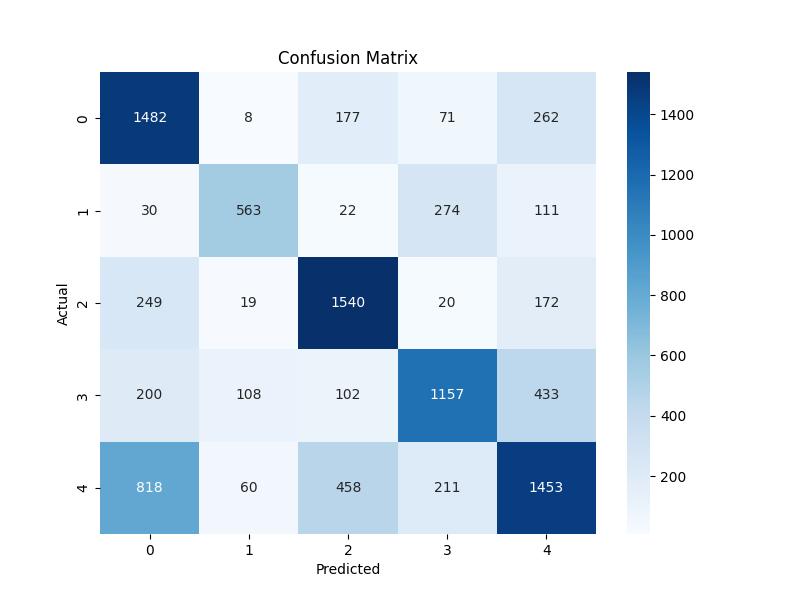 Confusion Matrix
0 1482 8 177 71 262
1 30 563 22 274 111
2 249 19 1540 20 172
3 200 108 102 1157 433
4 818 60 458 211 1453
0 1 2 3 4
Predicted
Actual
1400
1200
1000
800
600
400
200